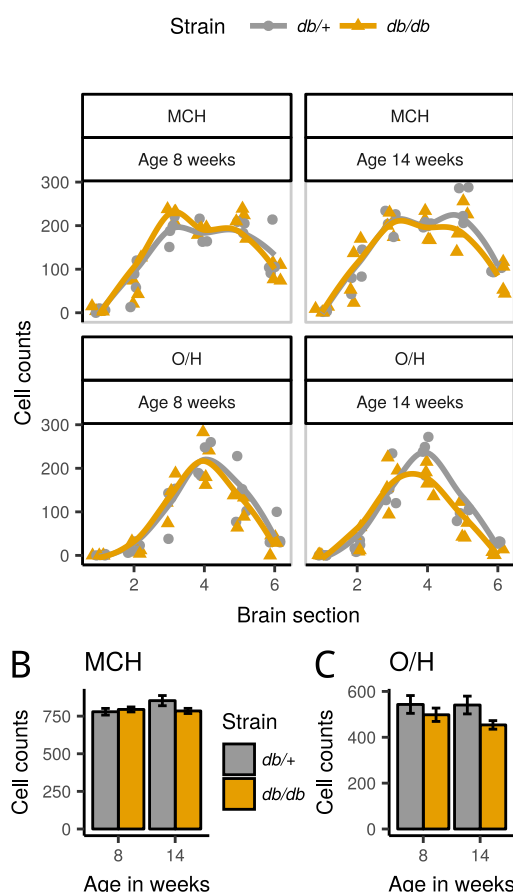 Strain db/+ db/db
MCH MCH
Age 8 weeks Age 14 weeks
300
200
100
0
O/H O/H
Age 8 weeks Age 14 weeks
300
200
100
0
Cell counts
2 4 6 2 4 6
Brain section
B MCH
750
500
250
0
Cell counts
8 14
Age in weeks
Strain
db/+
db/db
C O/H
600
400
200
0
Cell counts
8 14
Age in weeks